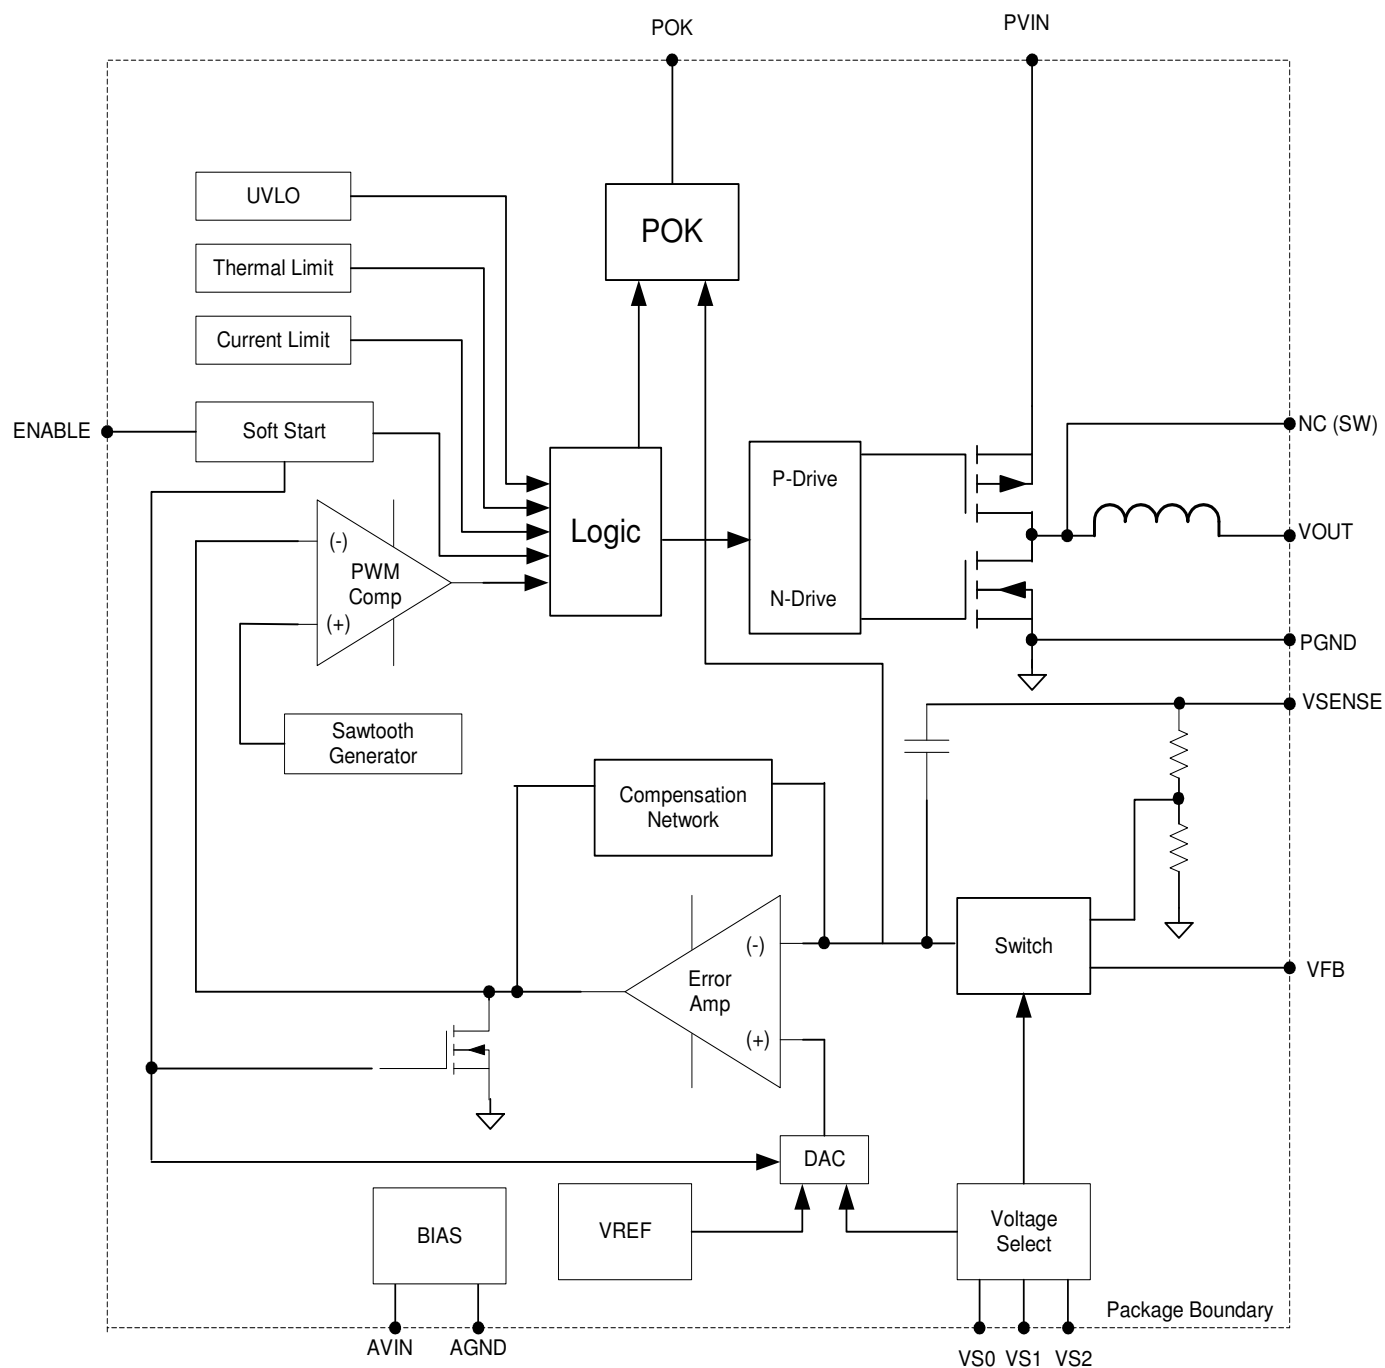 POK
PVIN
UVLO
POK
Thermal Limit
Current Limit
ENABLE
Soft Start
NC (SW)
P-Drive
Logic
VOUT
(-)
PWM
Comp
(+)
N-Drive
PGND
VSENSE
Sawtooth
Generator
Compensation
Network
(-)
Switch
VFB
Error
Amp
(+)
DAC
BIAS
VREF
Voltage
Select
Package Boundary
AVIN
AGND
VS0
VS1
VS2